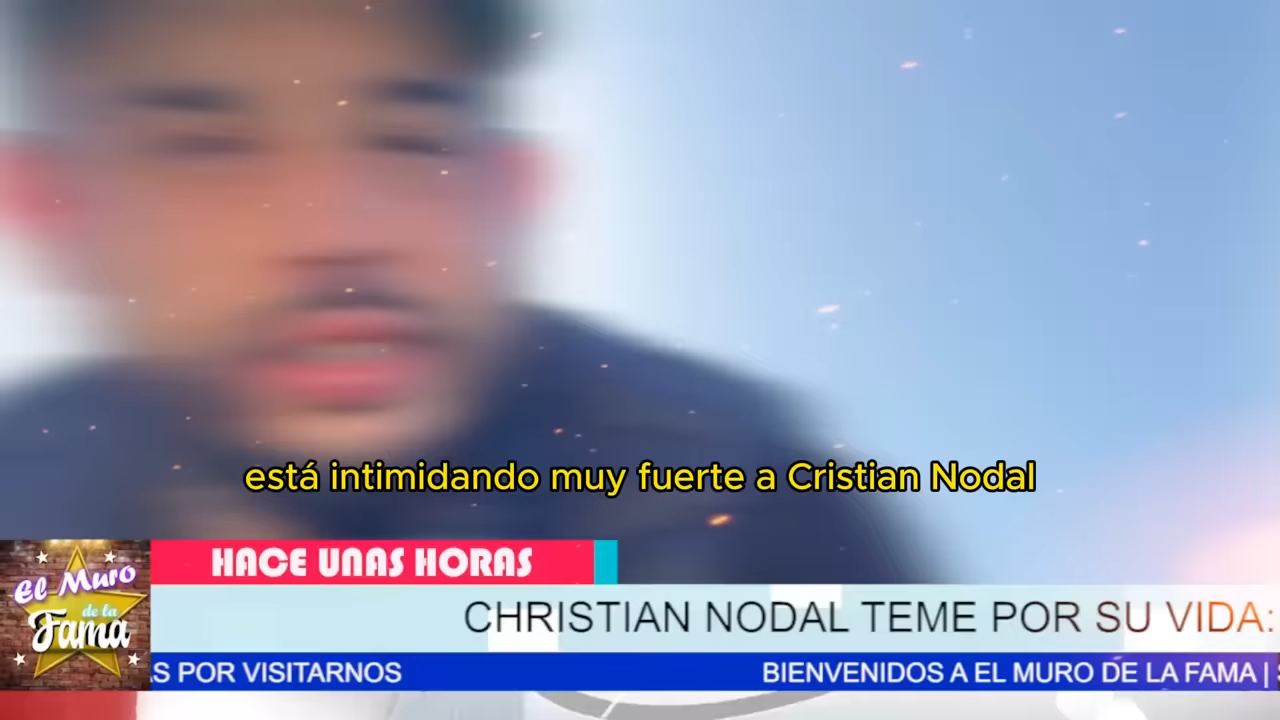 está intimidando muy fuerte a Cristian Nodal
HACE UNAS HORAS
El Muro
de la
Fama
CHRISTIAN NODAL TEME POR SU VIDA:
S POR VISITARNOS
BIENVENIDOS A EL MURO DE LA FAMA |